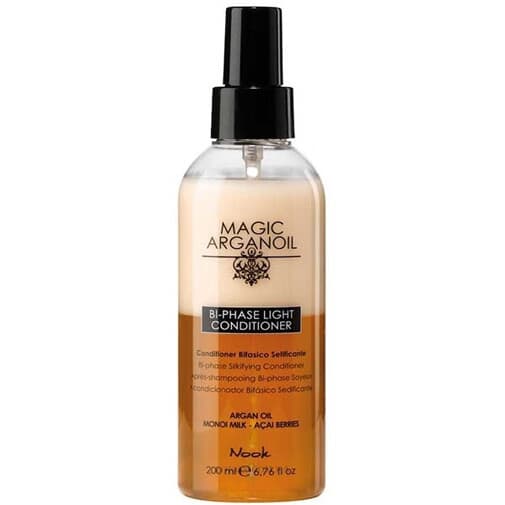 MAGIC
ARGANOIL
BI-PHASE LIGHT
CONDITIONER
Conditioner Bifasico Setificante
Bi-phase Silkifying Conditioner
Après-shampooing Bi-phase Soyeux
Acondicionador Bifásico Sedificante
ARGAN OIL
MONOI MILK - AÇAI BERRIES
Nook
200 ml ℮ 6,76 fl oz